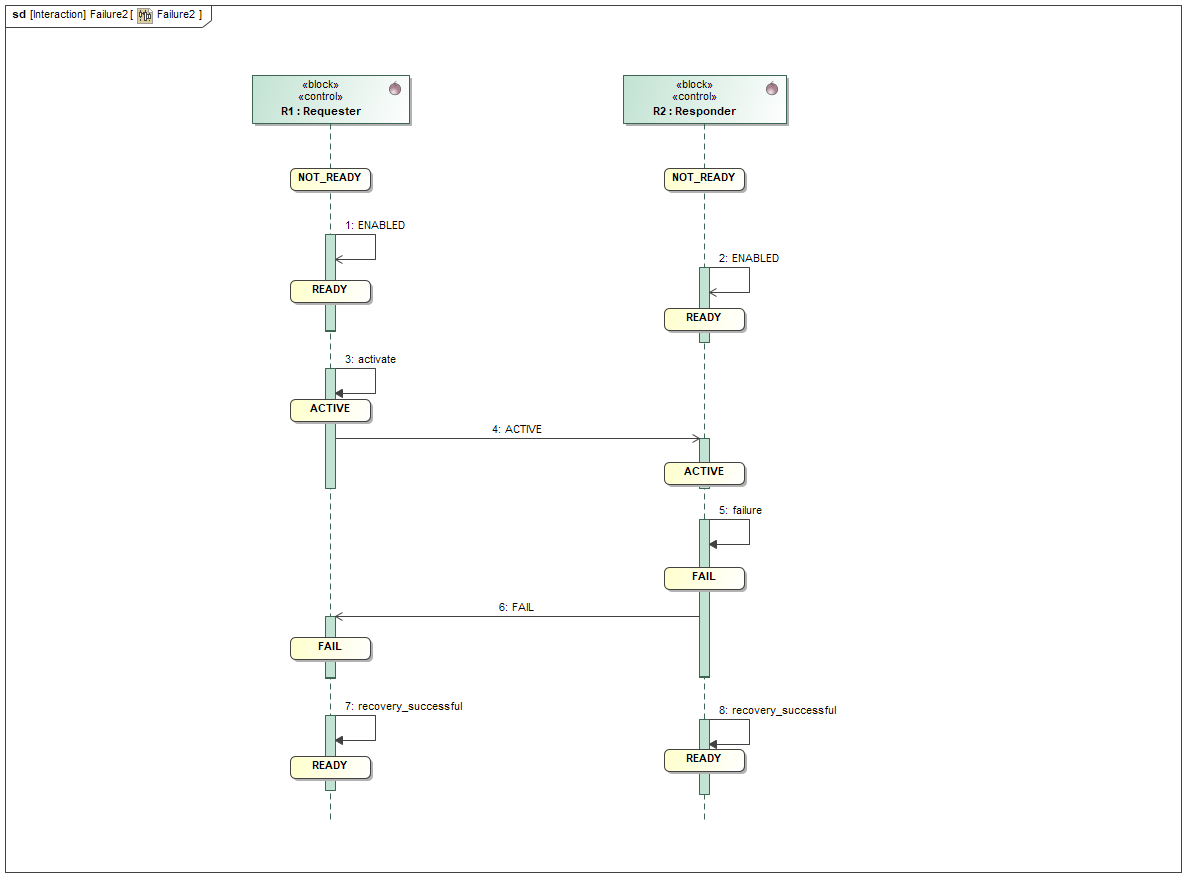 sd [Interaction] Failure2 [ Failure2 ]
«block»
«control»
R1 : Requester
«block»
«control»
R2 : Responder
NOT_READY
NOT_READY
1: ENABLED
2: ENABLED
READY
READY
3: activate
ACTIVE
4: ACTIVE
ACTIVE
5: failure
FAIL
6: FAIL
FAIL
7: recovery_successful
8: recovery_successful
READY
READY